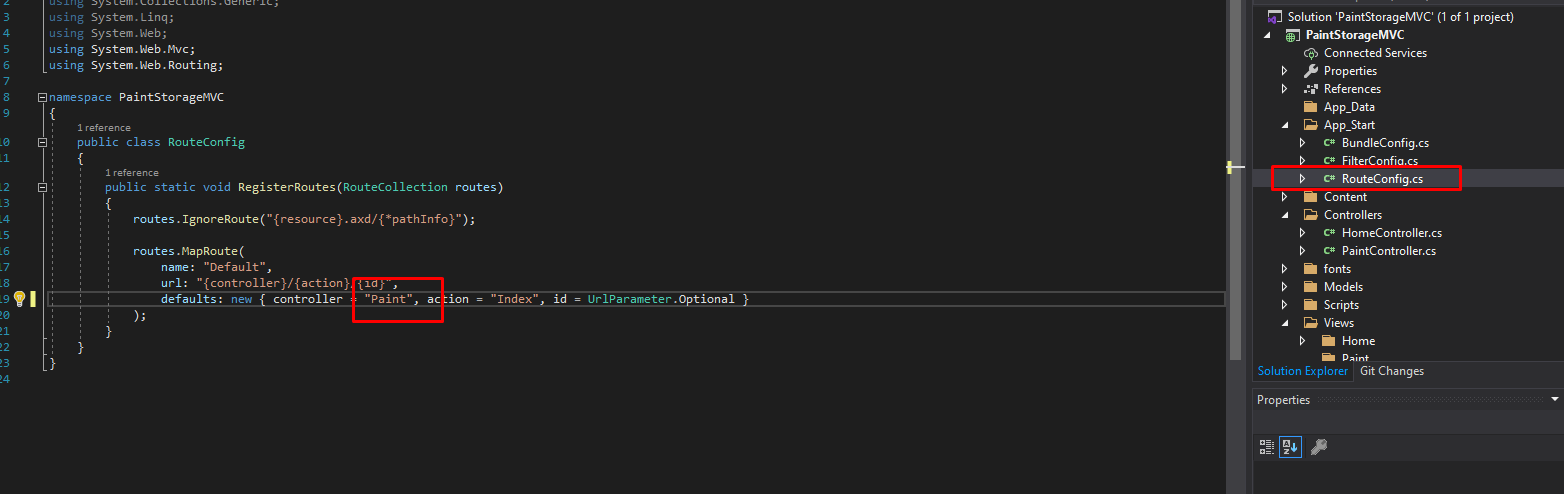 2 using System.Collections.Generic;
3 using System.Linq;
4 using System.Web;
5 using System.Web.Mvc;
6 using System.Web.Routing;
7
8 namespace PaintStorageMVC
9 {
1 reference
10 public class RouteConfig
11 {
1 reference
12 public static void RegisterRoutes(RouteCollection routes)
13 {
14 routes.IgnoreRoute("{resource}.axd/{*pathInfo}");
15
16 routes.MapRoute(
17 name: "Default",
18 url: "{controller}/{action}/{id}",
19 defaults: new { controller = "Paint", action = "Index", id = UrlParameter.Optional }
20 );
21 }
22 }
23 }
24
Solution 'PaintStorageMVC' (1 of 1 project)
PaintStorageMVC
Connected Services
Properties
References
App_Data
App_Start
C# BundleConfig.cs
C# FilterConfig.cs
C# RouteConfig.cs
Content
Controllers
C# HomeController.cs
C# PaintController.cs
fonts
Models
Scripts
Views
Home
Paint
Solution Explorer Git Changes
Properties